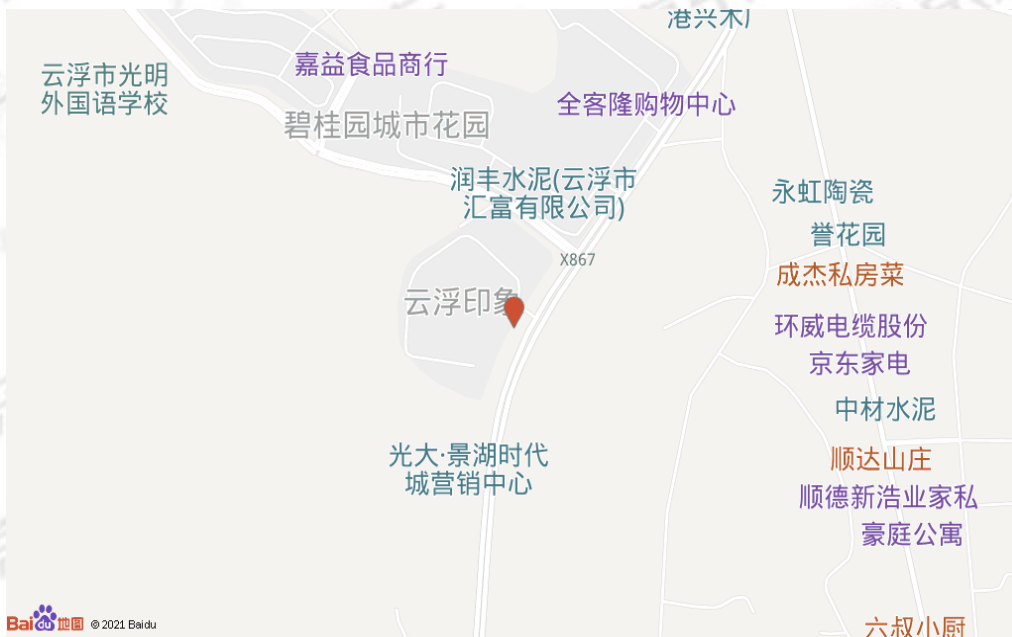 港兴木厂
嘉益食品商行
云浮市光明
外国语学校
全客隆购物中心
碧桂园城市花园
润丰水泥(云浮市
汇富有限公司)
永虹陶瓷
誉花园
X867
成杰私房菜
云浮印象
环威电缆股份
京东家电
中材水泥
光大·景湖时代
城营销中心
顺达山庄
顺德新浩业家私
豪庭公寓
六叔小厨
Bai du 地图 © 2021 Baidu